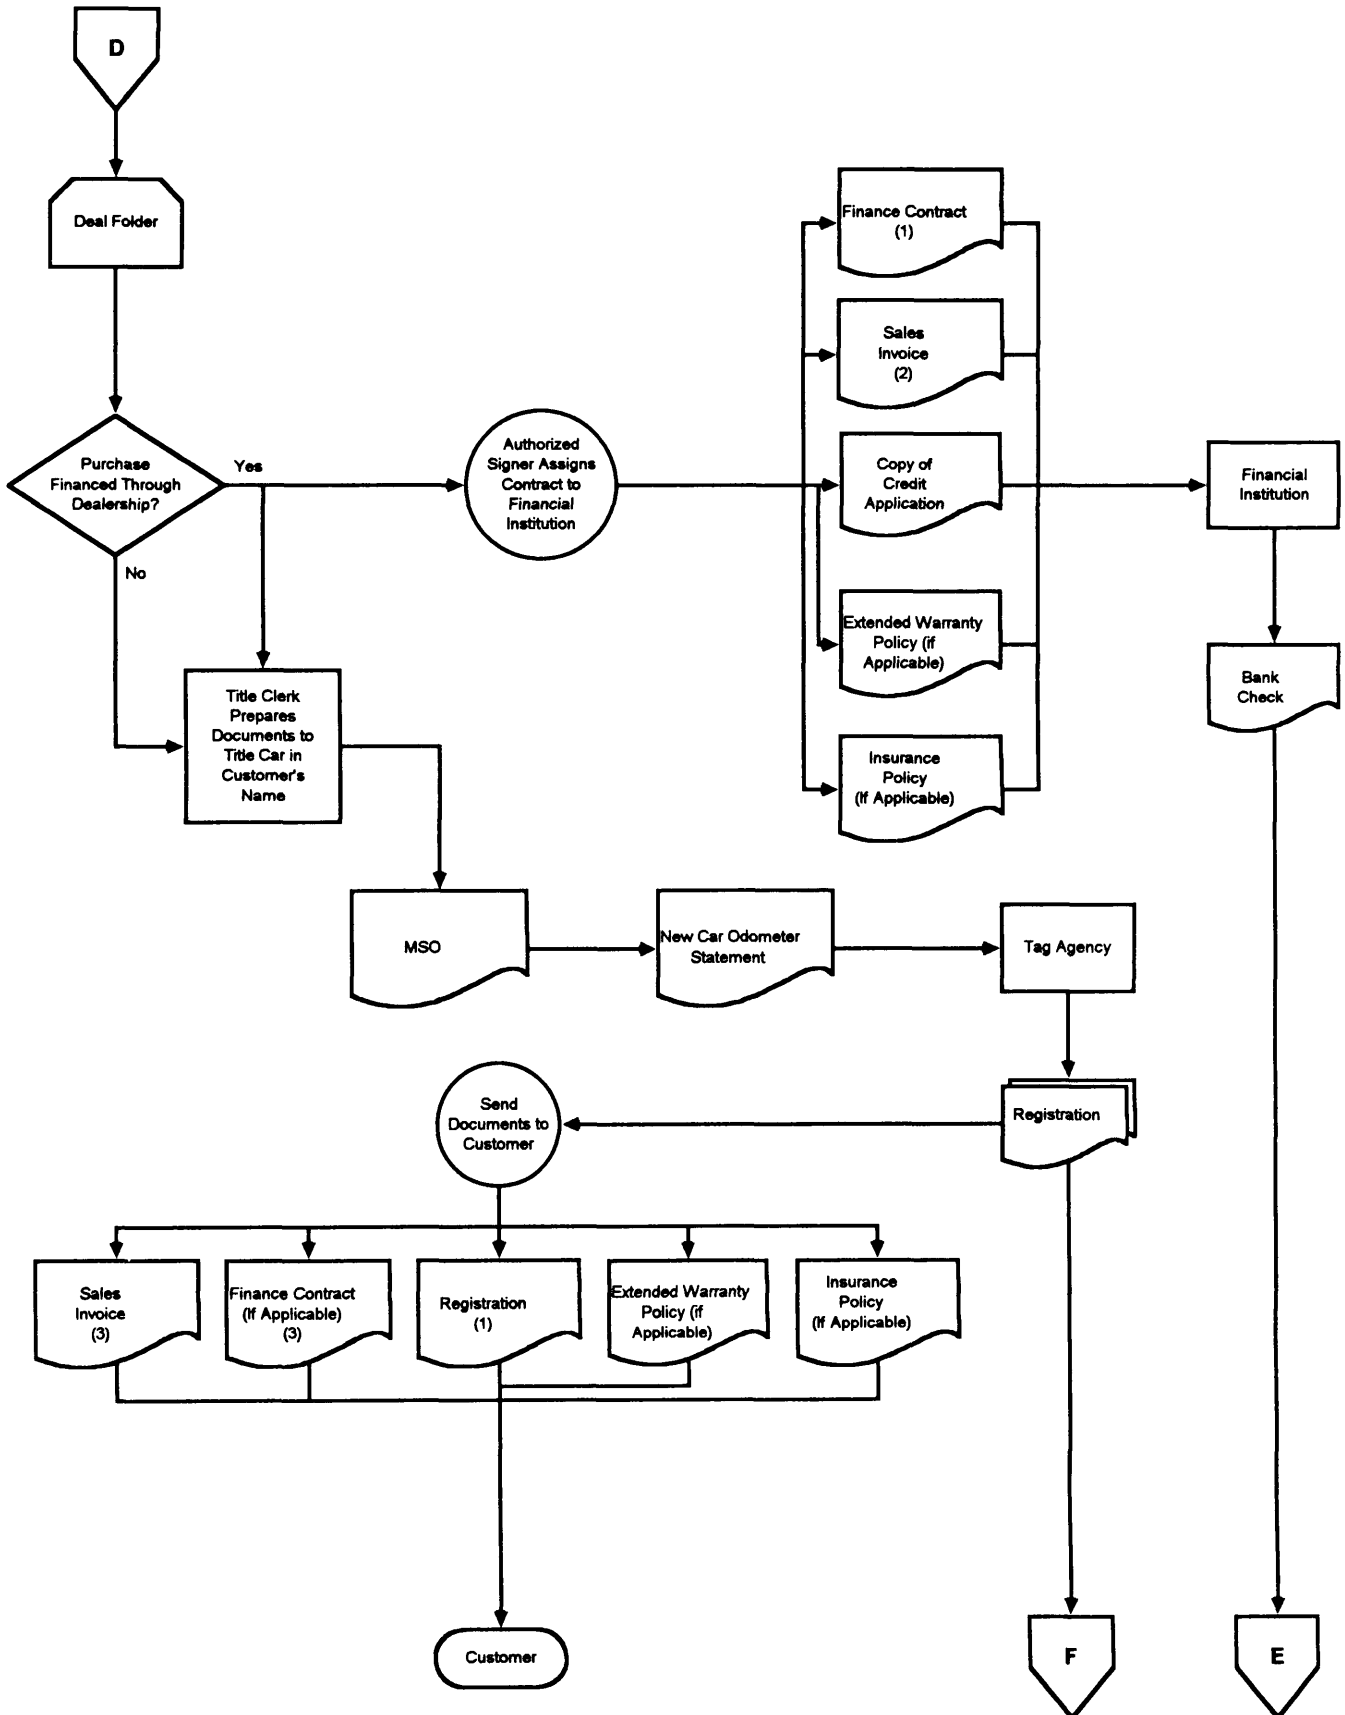 D
Deal Folder
Finance Contract
(1)
Sales
Invoice
(2)
Purchase
Financed Through
Dealership?
Yes
No
Authorized
Signer Assigns
Contract to
Financial
Institution
Copy of
Credit
Application
Financial
Institution
Extended Warranty
Policy (if
Applicable)
Bank
Check
Title Clerk
Prepares
Documents to
Title Car in
Customer's
Name
Insurance
Policy
(If Applicable)
MSO
New Car Odometer
Statement
Tag Agency
Send
Documents to
Customer
Registration
Sales
Invoice
(3)
Finance Contract
(If Applicable)
(3)
Registration
(1)
Extended Warranty
Policy (if
Applicable)
Insurance
Policy
(If Applicable)
Customer
F
E